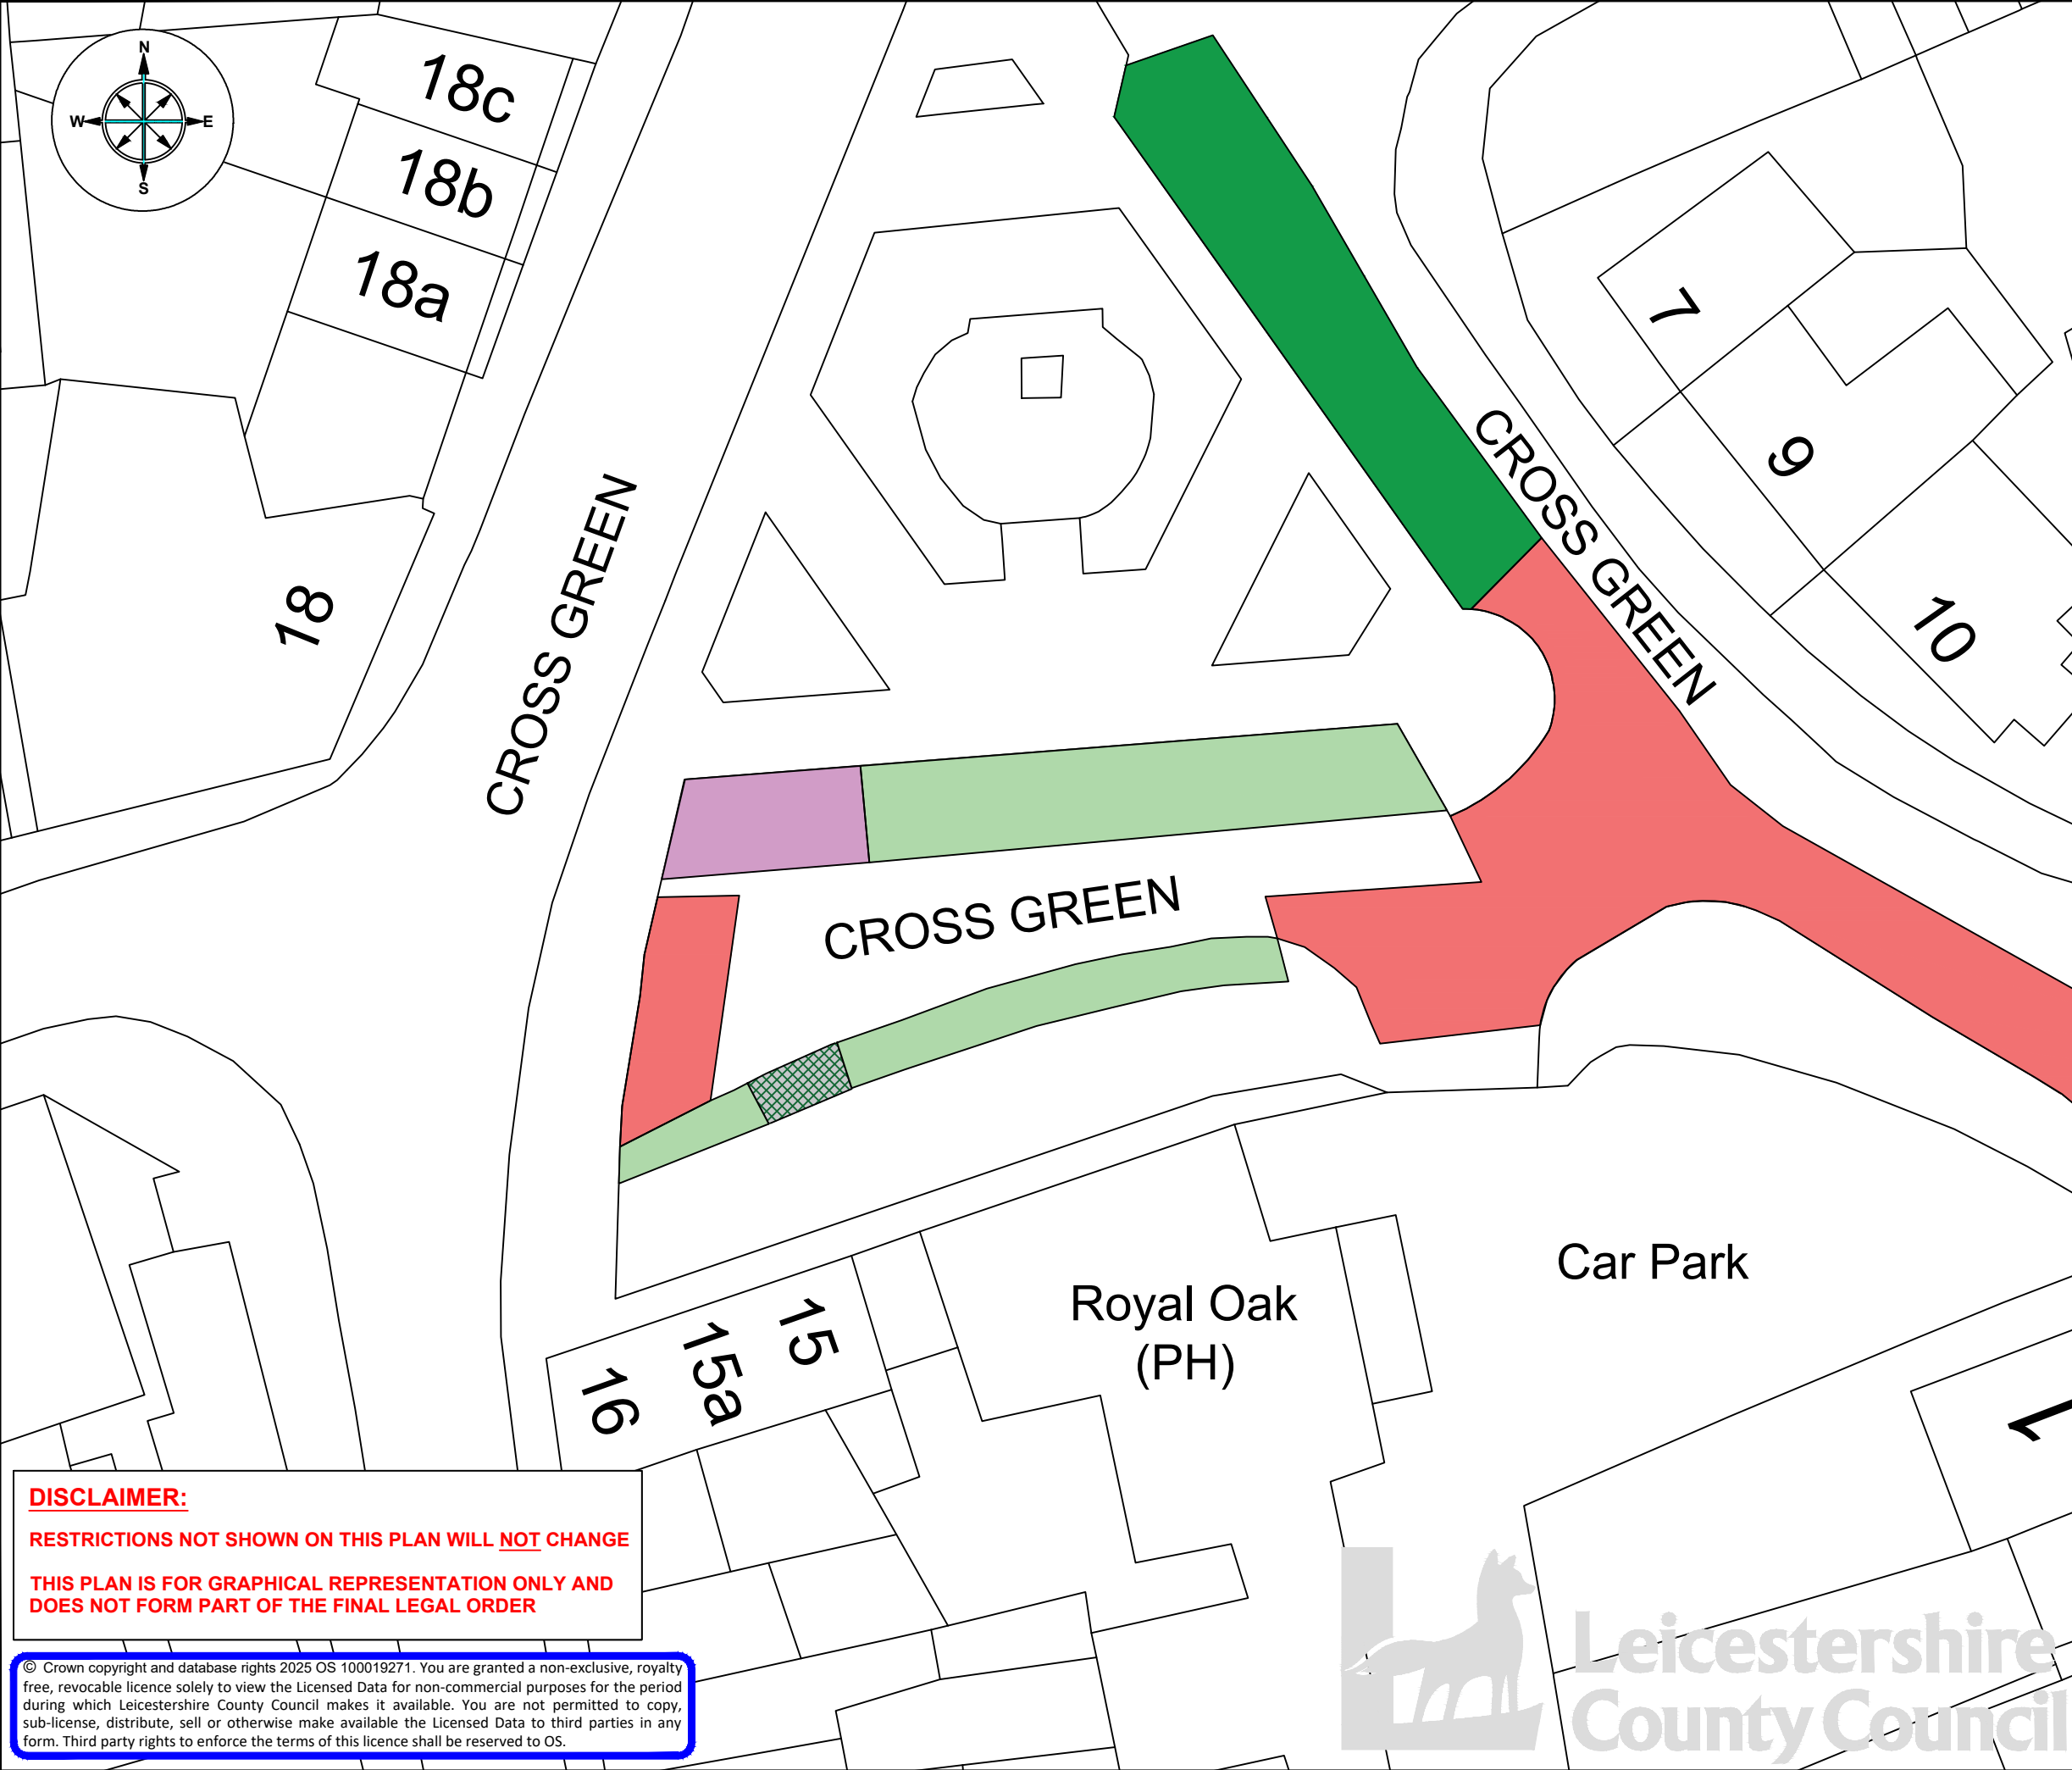 N
W E
S
18c
18b
18a
18
7
9
10
CROSS GREEN
CROSS GREEN
CROSS GREEN
Car Park
Royal Oak
(PH)
15
15a
16
1
DISCLAIMER:
RESTRICTIONS NOT SHOWN ON THIS PLAN WILL NOT CHANGE
THIS PLAN IS FOR GRAPHICAL REPRESENTATION ONLY AND
DOES NOT FORM PART OF THE FINAL LEGAL ORDER
© Crown copyright and database rights 2025 OS 100019271. You are granted a non-exclusive, royalty
free, revocable licence solely to view the Licensed Data for non-commercial purposes for the period
during which Leicestershire County Council makes it available. You are not permitted to copy,
sub-license, distribute, sell or otherwise make available the Licensed Data to third parties in any
form. Third party rights to enforce the terms of this licence shall be reserved to OS.
Leicestershire
County Council